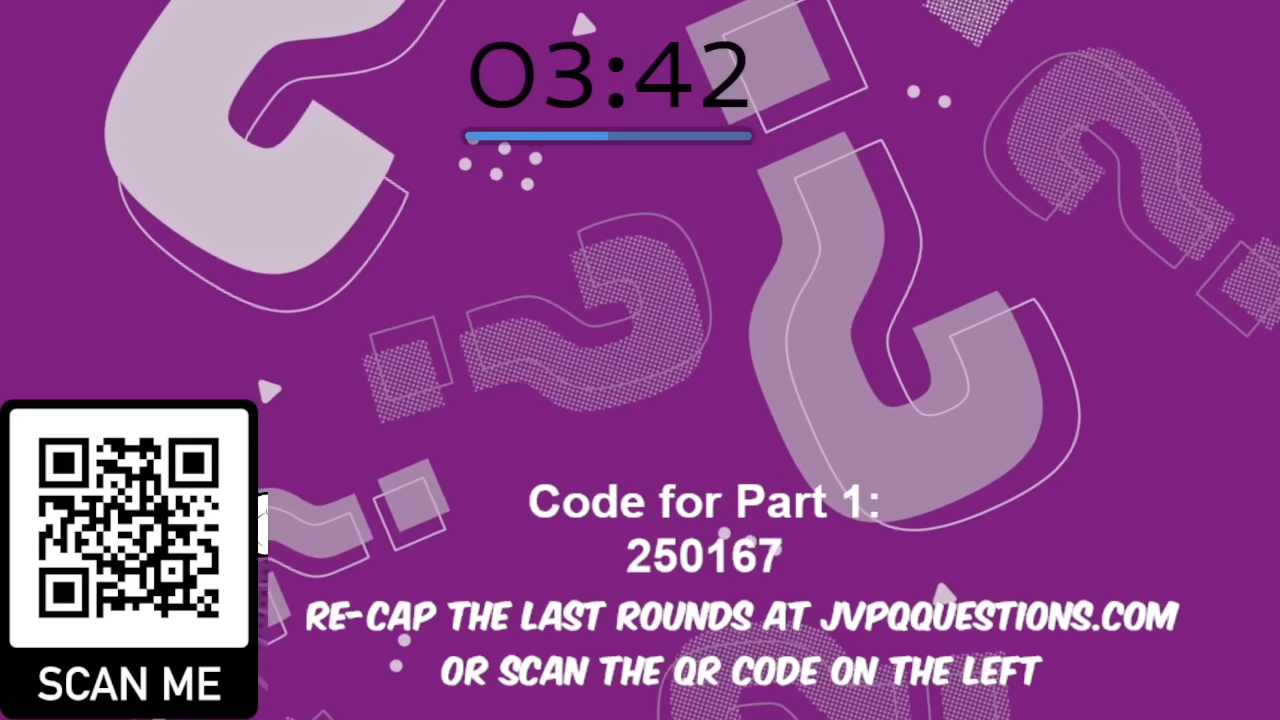 03:42
Code for Part 1:
250167
RE-CAP THE LAST ROUNDS AT JVPQQUESTIONS.COM
OR SCAN THE QR CODE ON THE LEFT
SCAN ME